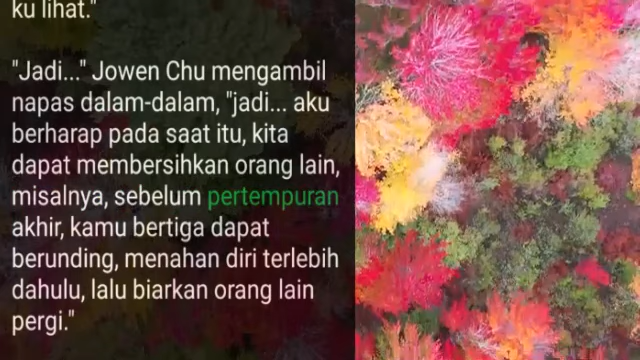 ku lihat."
"Jadi..." Jowen Chu mengambil
napas dalam-dalam, "jadi... aku
berharap pada saat itu, kita
dapat membersihkan orang lain,
misalnya, sebelum pertempuran
akhir, kamu bertiga dapat
berunding, menahan diri terlebih
dahulu, lalu biarkan orang lain
pergi."